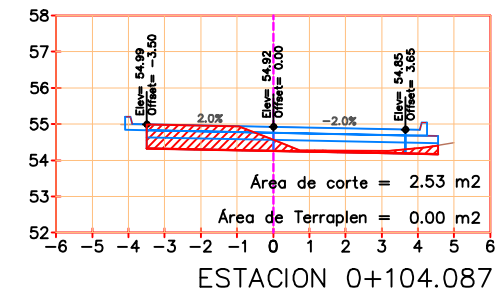 58
57
56
55
54
53
52
Elev= 54.99
Offset= -3.50
Elev= 54.92
Offset= 0.00
Elev= 54.85
Offset= 3.65
2.0%
-2.0%
Área de corte = 2.53 m2
Área de Terraplen = 0.00 m2
-6 -5 -4 -3 -2 -1 0 1 2 3 4 5 6
ESTACION 0+104.087